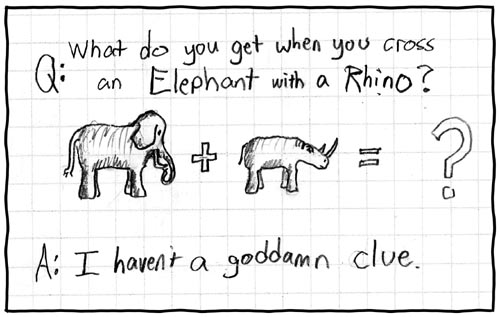 Q: What do you get when you cross
an Elephant with a Rhino?
+ = ?
A: I haven't a goddamn clue.